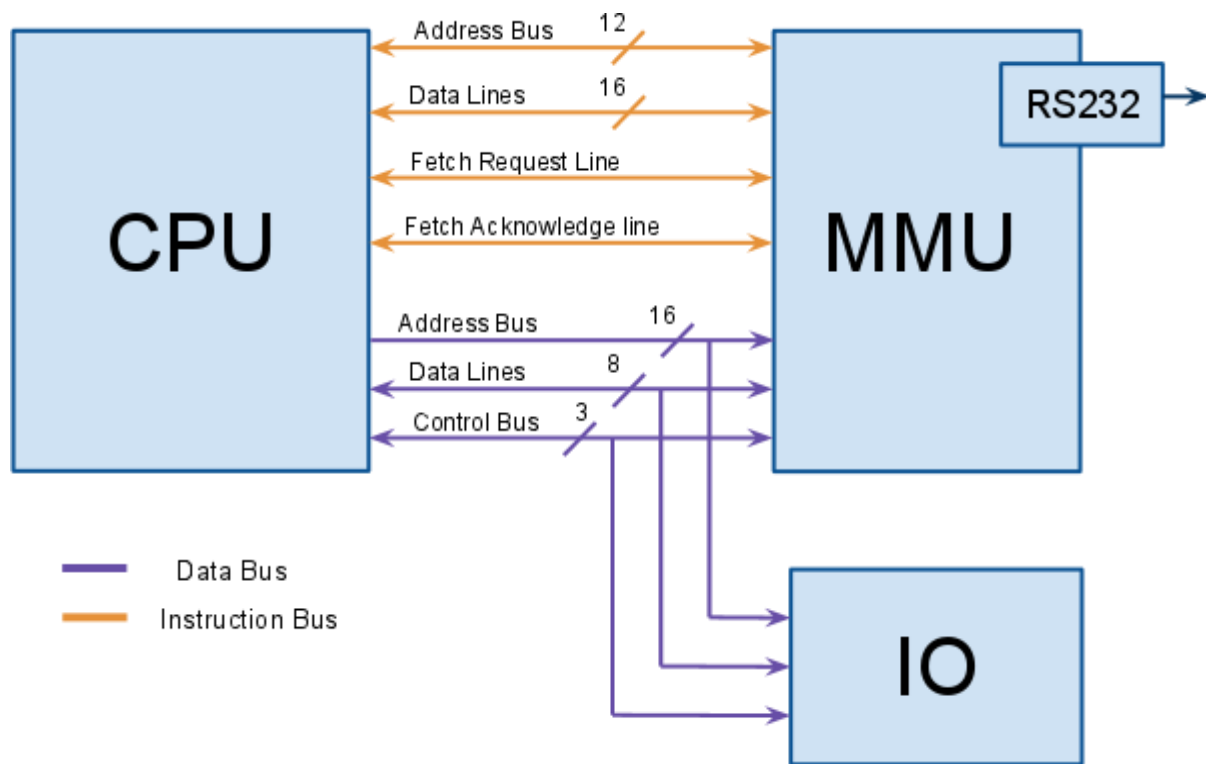 Address Bus 12
Data Lines 16
RS232
Fetch Request Line
Fetch Acknowledge line
CPU
MMU
Address Bus 16
Data Lines 8
Control Bus 3
Data Bus
Instruction Bus
IO